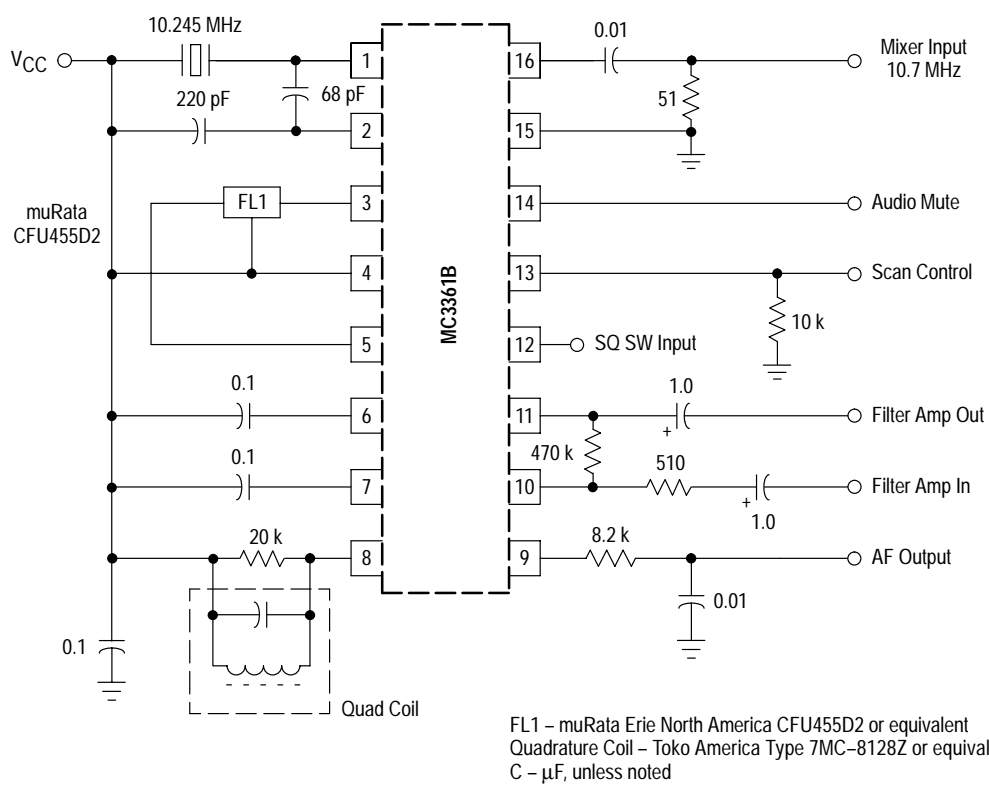 10.245 MHz
VCC
220 pF
68 pF
muRata
CFU455D2
FL1
0.1
0.1
20 k
0.1
Quad Coil
1
2
3
4
5
6
7
8
MC3361B
16
15
14
13
12
11
10
9
0.01
Mixer Input
10.7 MHz
51
Audio Mute
Scan Control
10 k
SQ SW Input
1.0
+
Filter Amp Out
470 k
510
Filter Amp In
+
1.0
8.2 k
AF Output
0.01
FL1 – muRata Erie North America CFU455D2 or equivalent
Quadrature Coil – Toko America Type 7MC–8128Z or equival
C – μF, unless noted